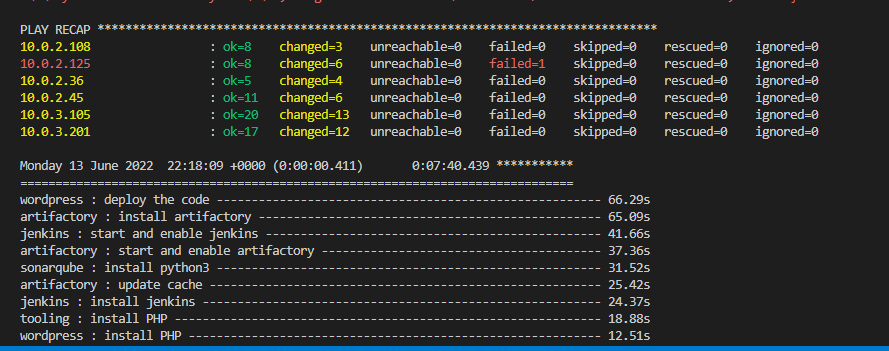 PLAY RECAP ********************************************************************************
10.0.2.108 : ok=8 changed=3 unreachable=0 failed=0 skipped=0 rescued=0 ignored=0
10.0.2.125 : ok=8 changed=6 unreachable=0 failed=1 skipped=0 rescued=0 ignored=0
10.0.2.36 : ok=5 changed=4 unreachable=0 failed=0 skipped=0 rescued=0 ignored=0
10.0.2.45 : ok=11 changed=6 unreachable=0 failed=0 skipped=0 rescued=0 ignored=0
10.0.3.105 : ok=20 changed=13 unreachable=0 failed=0 skipped=0 rescued=0 ignored=0
10.0.3.201 : ok=17 changed=12 unreachable=0 failed=0 skipped=0 rescued=0 ignored=0
Monday 13 June 2022  22:18:09 +0000 (0:00:00.411)       0:07:40.439 ***********
===============================================================================
wordpress : deploy the code ------------------------------------------------------- 66.29s
artifactory : install artifactory ------------------------------------------------- 65.09s
jenkins : start and enable jenkins ------------------------------------------------ 41.66s
artifactory : start and enable artifactory ---------------------------------------- 37.36s
sonarqube : install python3 ------------------------------------------------------- 31.52s
artifactory : update cache -------------------------------------------------------- 25.42s
jenkins : install jenkins --------------------------------------------------------- 24.37s
tooling : install PHP ------------------------------------------------------------- 18.88s
wordpress : install PHP ----------------------------------------------------------- 12.51s